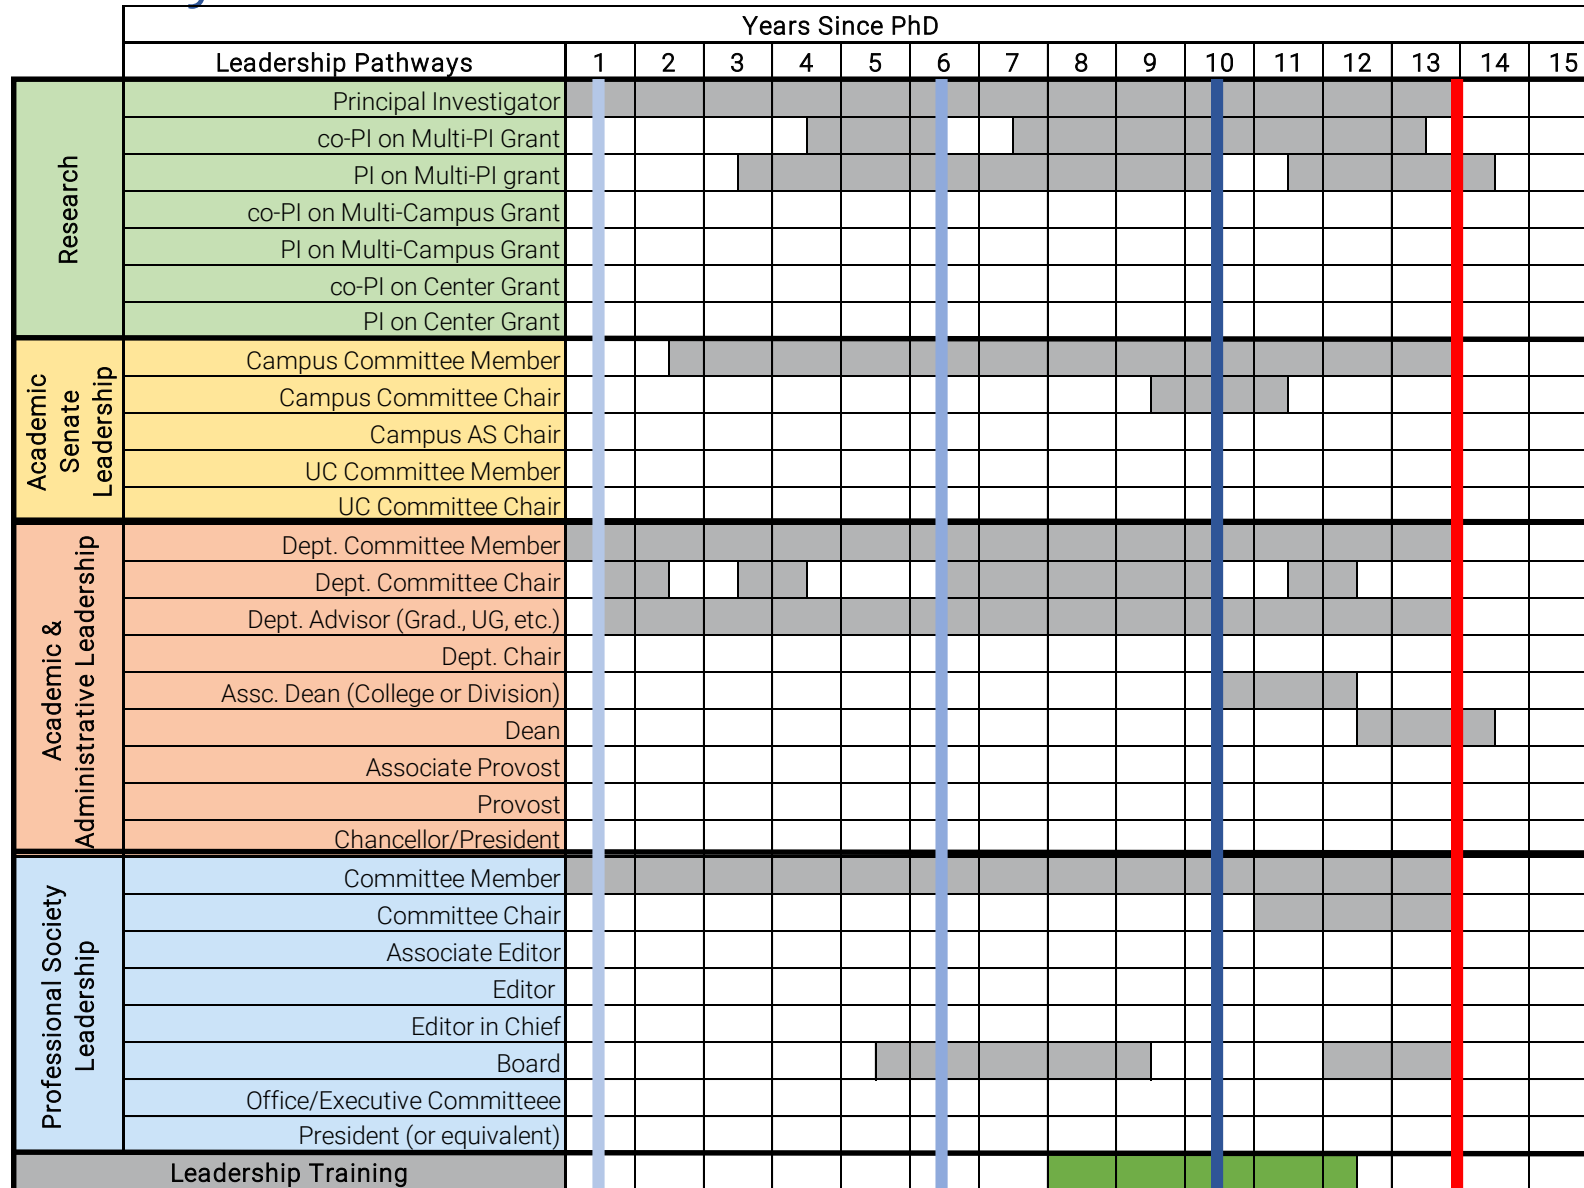 Years Since PhD
Leadership Pathways 1 2 3 4 5 6 7 8 9 10 11 12 13 14 15
Research
Principal Investigator
co-PI on Multi-PI Grant
PI on Multi-PI grant
co-PI on Multi-Campus Grant
PI on Multi-Campus Grant
co-PI on Center Grant
PI on Center Grant
Academic
Senate
Leadership
Campus Committee Member
Campus Committee Chair
Campus AS Chair
UC Committee Member
UC Committee Chair
Academic &
Administrative Leadership
Dept. Committee Member
Dept. Committee Chair
Dept. Advisor (Grad., UG, etc.)
Dept. Chair
Assc. Dean (College or Division)
Dean
Associate Provost
Provost
Chancellor/President
Professional Society
Leadership
Committee Member
Committee Chair
Associate Editor
Editor
Editor in Chief
Board
Office/Executive Committeee
President (or equivalent)
Leadership Training